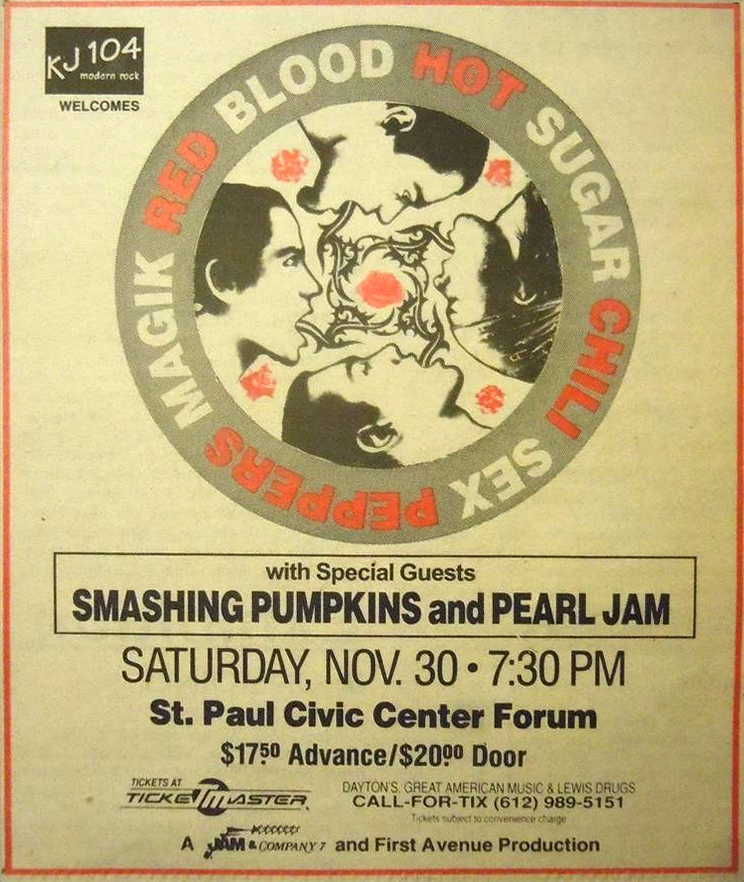 KJ 104
modern rock
WELCOMES
RED HOT CHILI PEPPERS
BLOOD SUGAR SEX MAGIK
with Special Guests
SMASHING PUMPKINS and PEARL JAM
SATURDAY, NOV. 30 • 7:30 PM
St. Paul Civic Center Forum
$17.50 Advance/$20.00 Door
TICKETS AT
TICKETMASTER
DAYTON'S, GREAT AMERICAN MUSIC & LEWIS DRUGS
CALL-FOR-TIX (612) 989-5151
Tickets subject to convenience charge
A JAM & COMPANY 7 and First Avenue Production